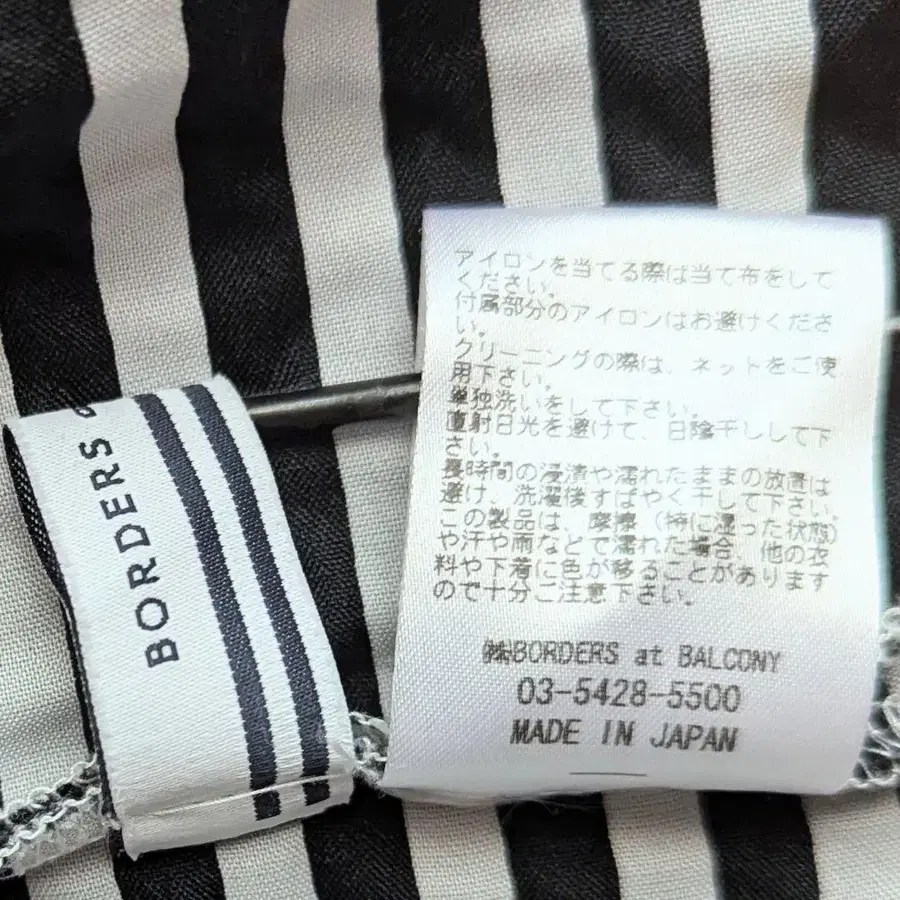 アイロンを当てる際は当て布をして
ください。
付属部分のアイロンはお避けくださ
い。
クリーニングの際は、ネットをご使
用下さい。
単独洗いをして下さい。
直射日光を避けて、日陰干しして下
さい。
長時間の浸漬や濡れたままの放置は
避け、洗濯後すばやく干して下さい。
この製品は、摩擦（特に湿った状態）
や汗や雨などで濡れた場合、他の衣
料や下着に色が移ることがあります
ので十分ご注意下さい。
㈱BORDERS at BALCONY
03-5428-5500
MADE IN JAPAN
BORDERS